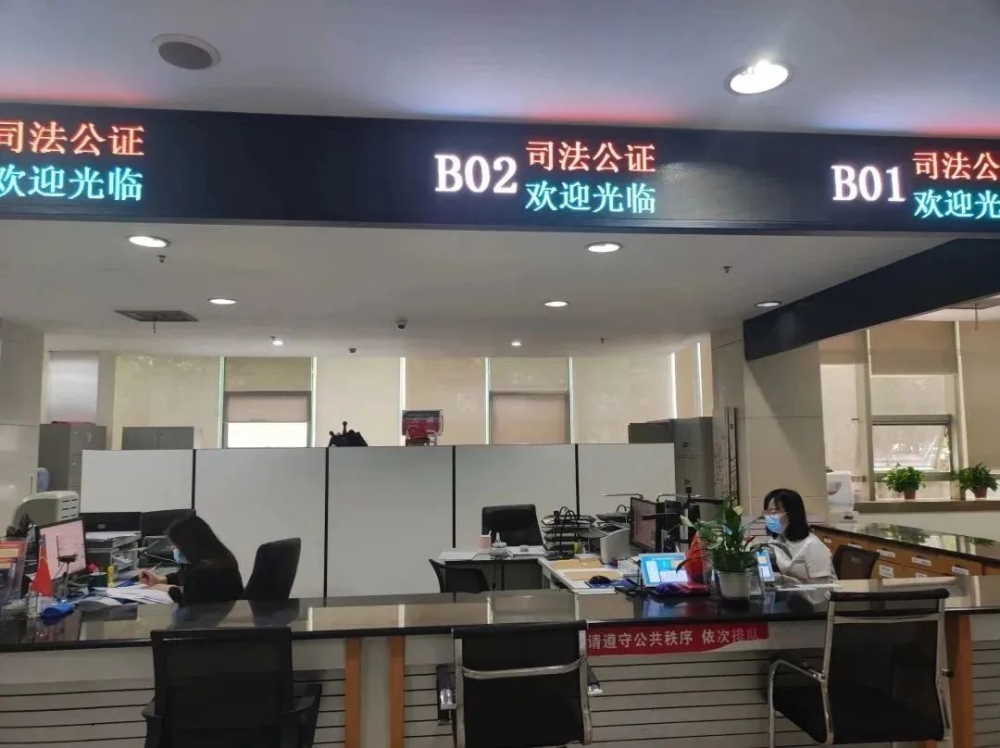 司法公证
欢迎光临
B02
司法公证
欢迎光临
B01
司法公
欢迎光
请遵守公共秩序 依次排队